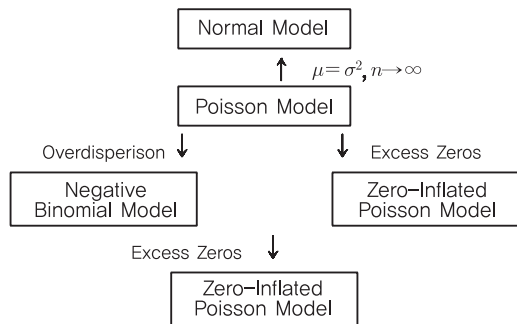 Normal Model
μ = σ², n→∞
Poisson Model
Overdisperison
Excess Zeros
Negative
Binomial Model
Zero-Inflated
Poisson Model
Excess Zeros
Zero-Inflated
Poisson Model